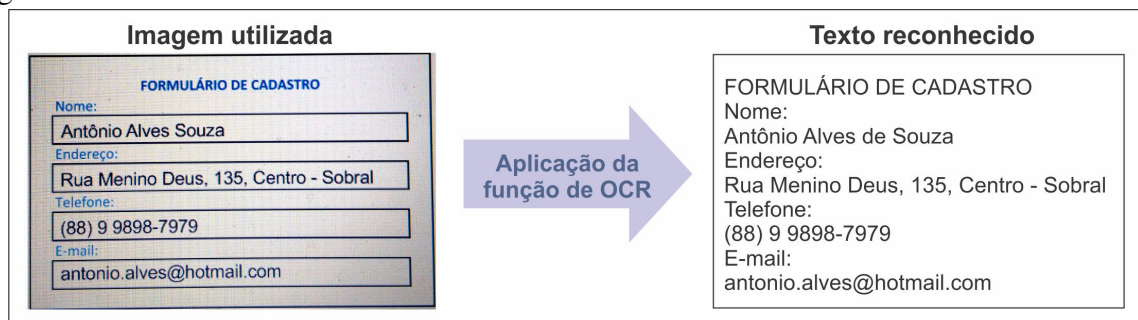 Imagem utilizada
FORMULÁRIO DE CADASTRO
Nome:
Antônio Alves Souza
Endereço:
Rua Menino Deus, 135, Centro - Sobral
Telefone:
(88) 9 9898-7979
E-mail:
antonio.alves@hotmail.com
Aplicação da
função de OCR
Texto reconhecido
FORMULÁRIO DE CADASTRO
Nome:
Antônio Alves de Souza
Endereço:
Rua Menino Deus, 135, Centro - Sobral
Telefone:
(88) 9 9898-7979
E-mail:
antonio.alves@hotmail.com